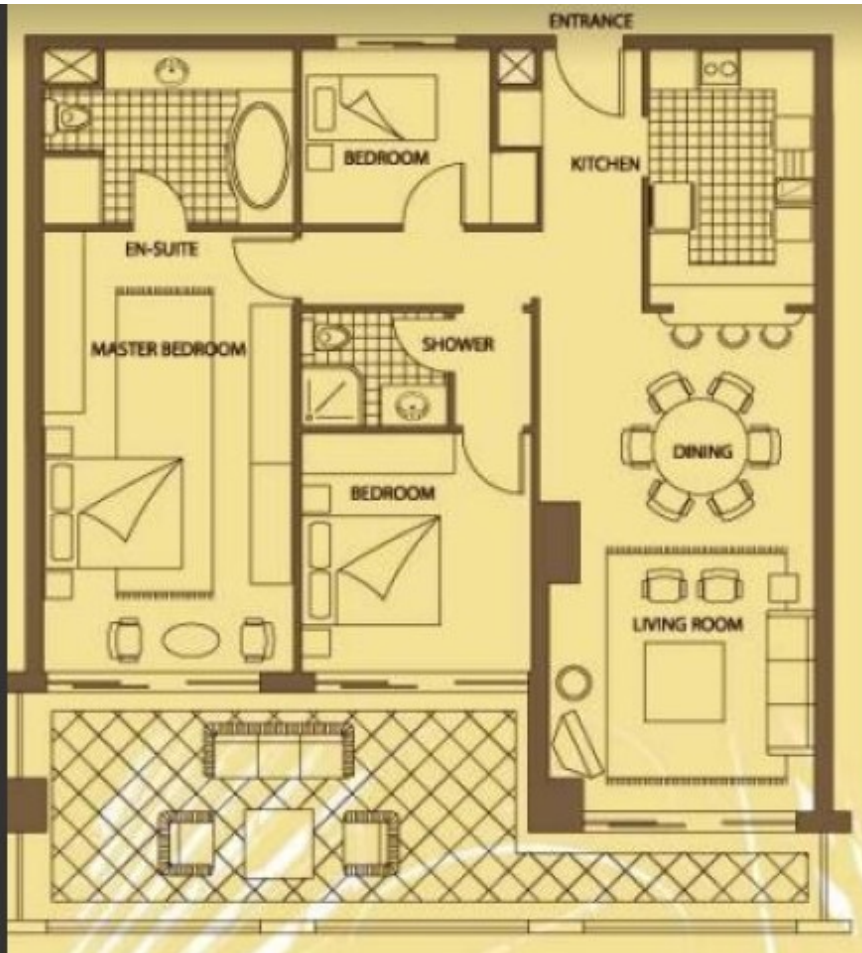 ENTRANCE
BEDROOM
KITCHEN
EN-SUITE
MASTER BEDROOM
SHOWER
DINING
BEDROOM
LIVING ROOM